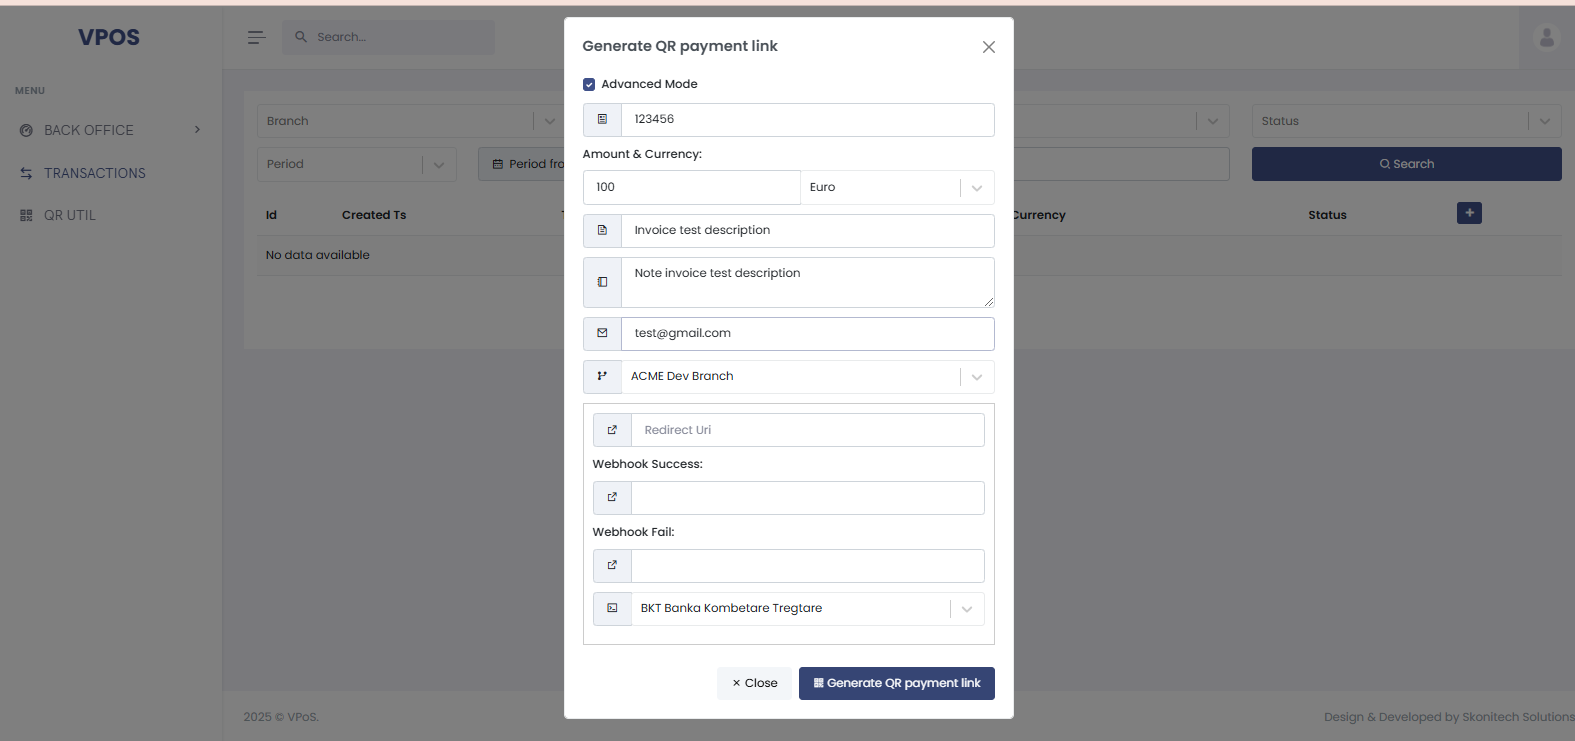 VPOS
Search...
MENU
BACK OFFICE
TRANSACTIONS
QR UTIL
Branch
Status
Period
Period fro
Search
Id Created Ts Currency Status
No data available
Generate QR payment link
Advanced Mode
123456
Amount & Currency:
100 Euro
Invoice test description
Note invoice test description
test@gmail.com
ACME Dev Branch
Redirect Uri
Webhook Success:
Webhook Fail:
BKT Banka Kombetare Tregtare
× Close Generate QR payment link
2025 © VPoS.
Design & Developed by Skonitech Solutions